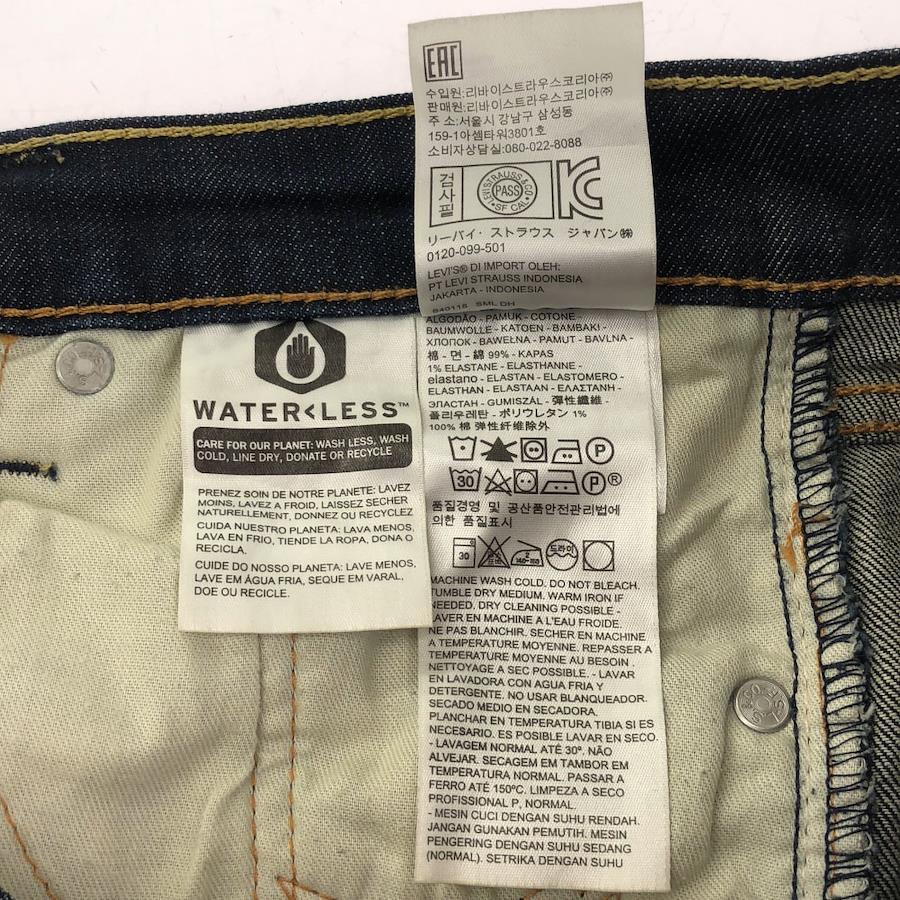 EAC
수입원:리바이스트라우스코리아㈜
판매원:리바이스트라우스코리아㈜
주 소:서울시 강남구 삼성동
159-1아셈타워3801호
소비자상담실:080-022-8088
검사필
LEVI STRAUSS & CO
PASS
SF CAL
リーバイ・ストラウス ジャパン㈱
0120-099-501
LEVI'S® DI IMPORT OLEH:
PT LEVI STRAUSS INDONESIA
JAKARTA - INDONESIA
SML DH
ALGODÃO - PAMUK - COTONE -
BAUMWOLLE - KATOEN - BAMBAKI -
ХЛОПОК - BAWEŁNA - PAMUT - BAVLNA -
棉 - 면 - 綿 99% - KAPAS
1% ELASTANE - ELASTHANNE -
elastano - ELASTAN - ELASTOMERO -
ELASTHAN - ELASTAAN - ΕΛΑΣΤΑΝΗ -
ЭЛАСТАН - GUMISZÁL - 彈性纖維 -
폴리우레탄 - ポリウレタン 1%
100% 棉 弹性纤维除外
P
30 P ®
품질경영 및 공산품안전관리법에
의한 품질표시
30 2 140-160 드라이
MACHINE WASH COLD. DO NOT BLEACH.
TUMBLE DRY MEDIUM. WARM IRON IF
NEEDED. DRY CLEANING POSSIBLE -
LAVER EN MACHINE A L'EAU FROIDE.
NE PAS BLANCHIR. SECHER EN MACHINE
A TEMPERATURE MOYENNE. REPASSER A
TEMPERATURE MOYENNE AU BESOIN .
NETTOYAGE A SEC POSSIBLE. - LAVAR
EN LAVADORA CON AGUA FRIA Y
DETERGENTE. NO USAR BLANQUEADOR.
SECADO MEDIO EN SECADORA.
PLANCHAR EN TEMPERATURA TIBIA SI ES
NECESARIO. ES POSIBLE LAVAR EN SECO.
- LAVAGEM NORMAL ATÉ 30º. NÃO
ALVEJAR. SECAGEM EM TAMBOR EM
TEMPERATURA NORMAL. PASSAR A
FERRO ATÉ 150ºC. LIMPEZA A SECO
PROFISSIONAL P, NORMAL.
- MESIN CUCI DENGAN SUHU RENDAH.
JANGAN GUNAKAN PEMUTIH. MESIN
PENGERING DENGAN SUHU SEDANG
(NORMAL). SETRIKA DENGAN SUHU
WATER<LESS™
CARE FOR OUR PLANET: WASH LESS, WASH
COLD, LINE DRY, DONATE OR RECYCLE
PRENEZ SOIN DE NOTRE PLANETE: LAVEZ
MOINS, LAVEZ A FROID, LAISSEZ SECHER
NATURELLEMENT, DONNEZ OU RECYCLEZ
CUIDA NUESTRO PLANETA: LAVA MENOS,
LAVA EN FRIO, TIENDE LA ROPA, DONA O
RECICLA.
CUIDE DO NOSSO PLANETA: LAVE MENOS,
LAVE EM ÁGUA FRIA, SEQUE EM VARAL,
DOE OU RECICLE.